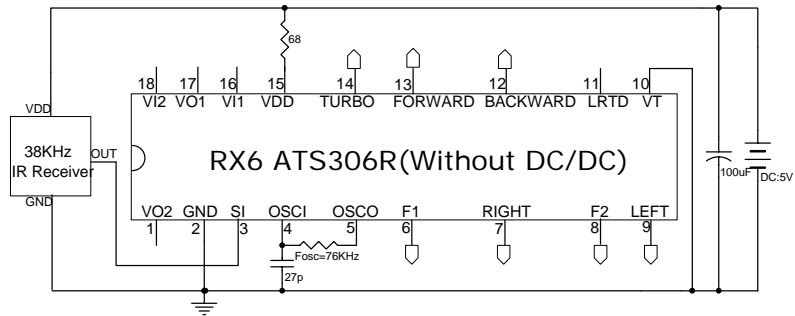 68
18 17 16 15 14 13 12 11 10
VI2 VO1 VI1 VDD TURBO FORWARD BACKWARD LRTD VT
VDD
38KHz
IR Receiver
OUT
GND
RX6 ATS306R(Without DC/DC)
100uF
DC:5V
VO2 GND SI OSCI OSCO F1 RIGHT F2 LEFT
1 2 3 4 5 6 7 8 9
Fosc=76KHz
27p